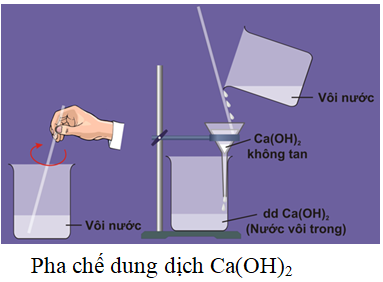 Vôi nước
Ca(OH)₂
không tan
Vôi nước
dd Ca(OH)₂
(Nước vôi trong)
Pha chế dung dịch Ca(OH)₂